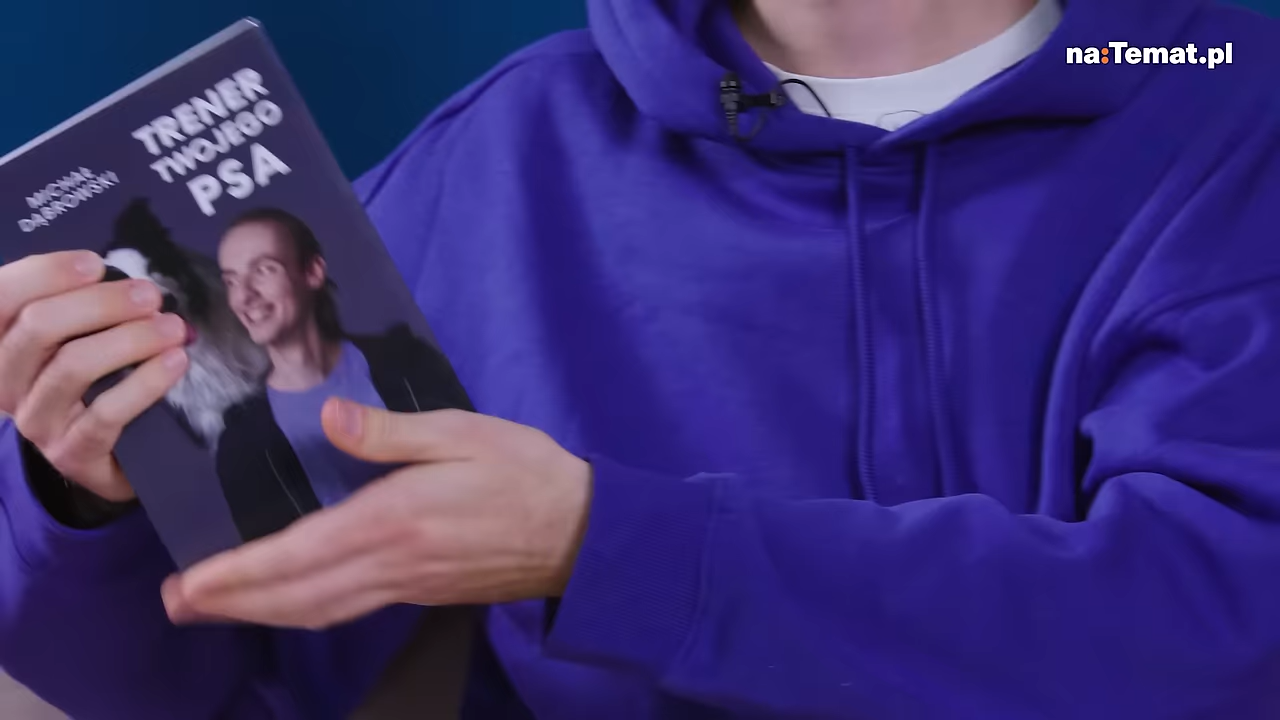 na:Temat.pl
TRENER
TWOJEGO
PSA
MICHAŁ
DĄBROWSKI